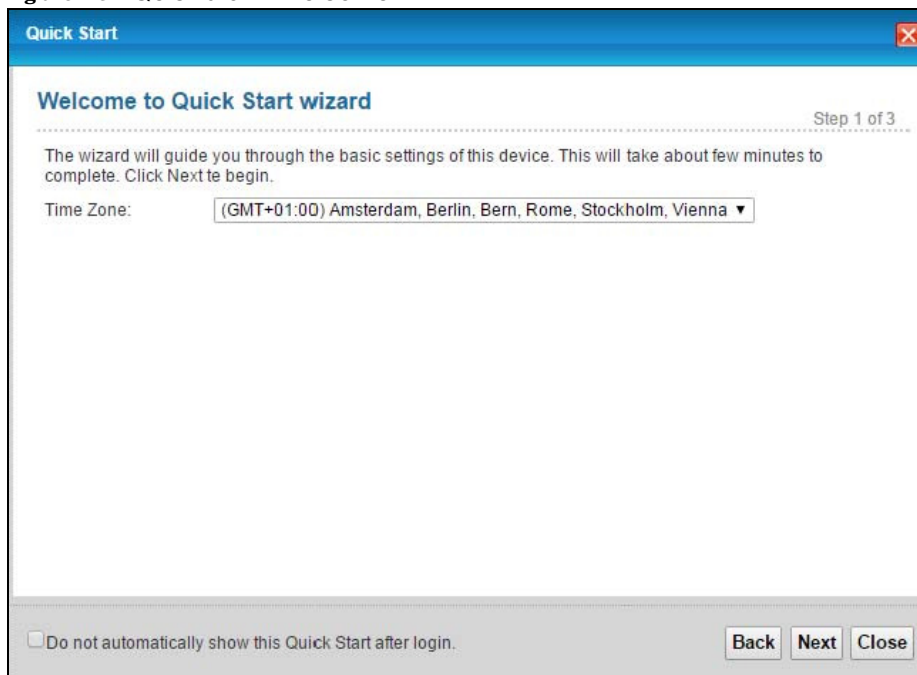 Quick Start
Welcome to Quick Start wizard
Step 1 of 3
The wizard will guide you through the basic settings of this device. This will take about few minutes to
complete. Click Next te begin.
Time Zone:
(GMT+01:00) Amsterdam, Berlin, Bern, Rome, Stockholm, Vienna
Do not automatically show this Quick Start after login.
Back Next Close